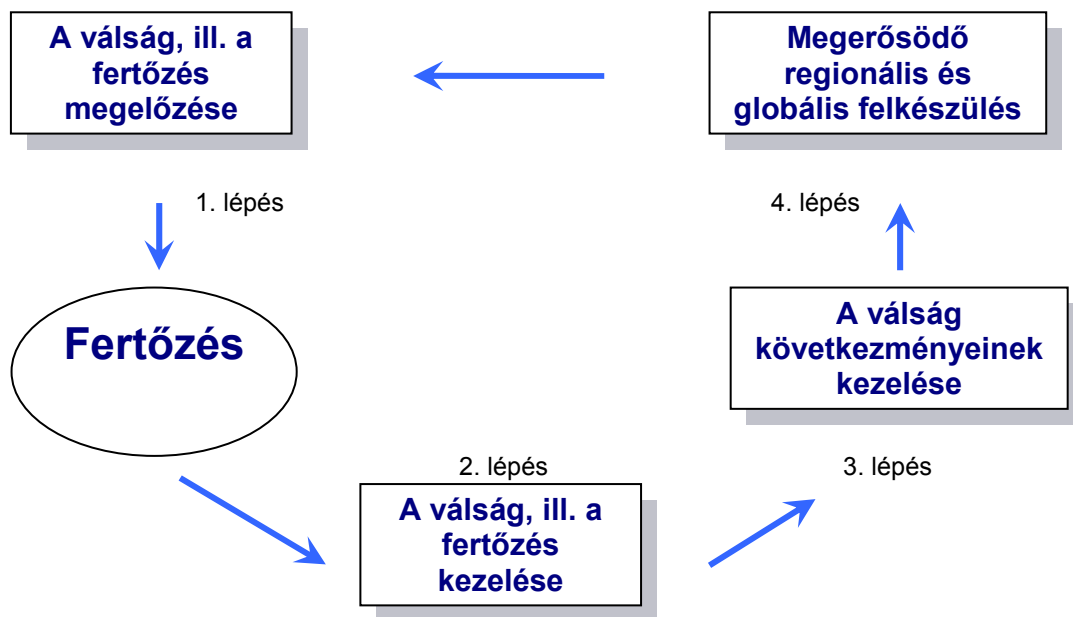 A válság, ill. a
fertőzés
megelőzése
Megerősödő
regionális és
globális felkészülés
1. lépés
4. lépés
Fertőzés
A válság
következményeinek
kezelése
2. lépés
3. lépés
A válság, ill. a
fertőzés
kezelése